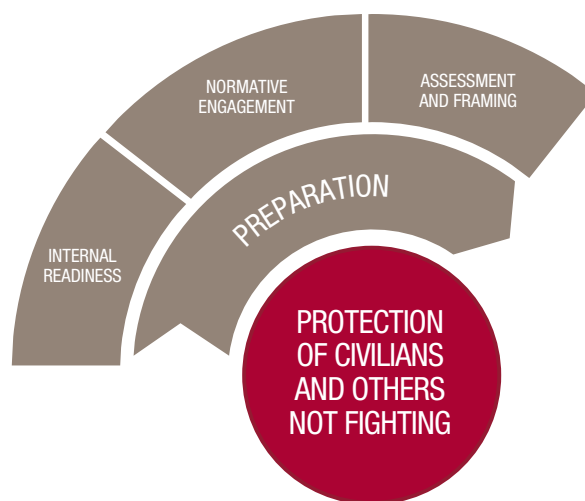 NORMATIVE
ENGAGEMENT
ASSESSMENT
AND FRAMING
INTERNAL
READINESS
PREPARATION
PROTECTION
OF CIVILIANS
AND OTHERS
NOT FIGHTING